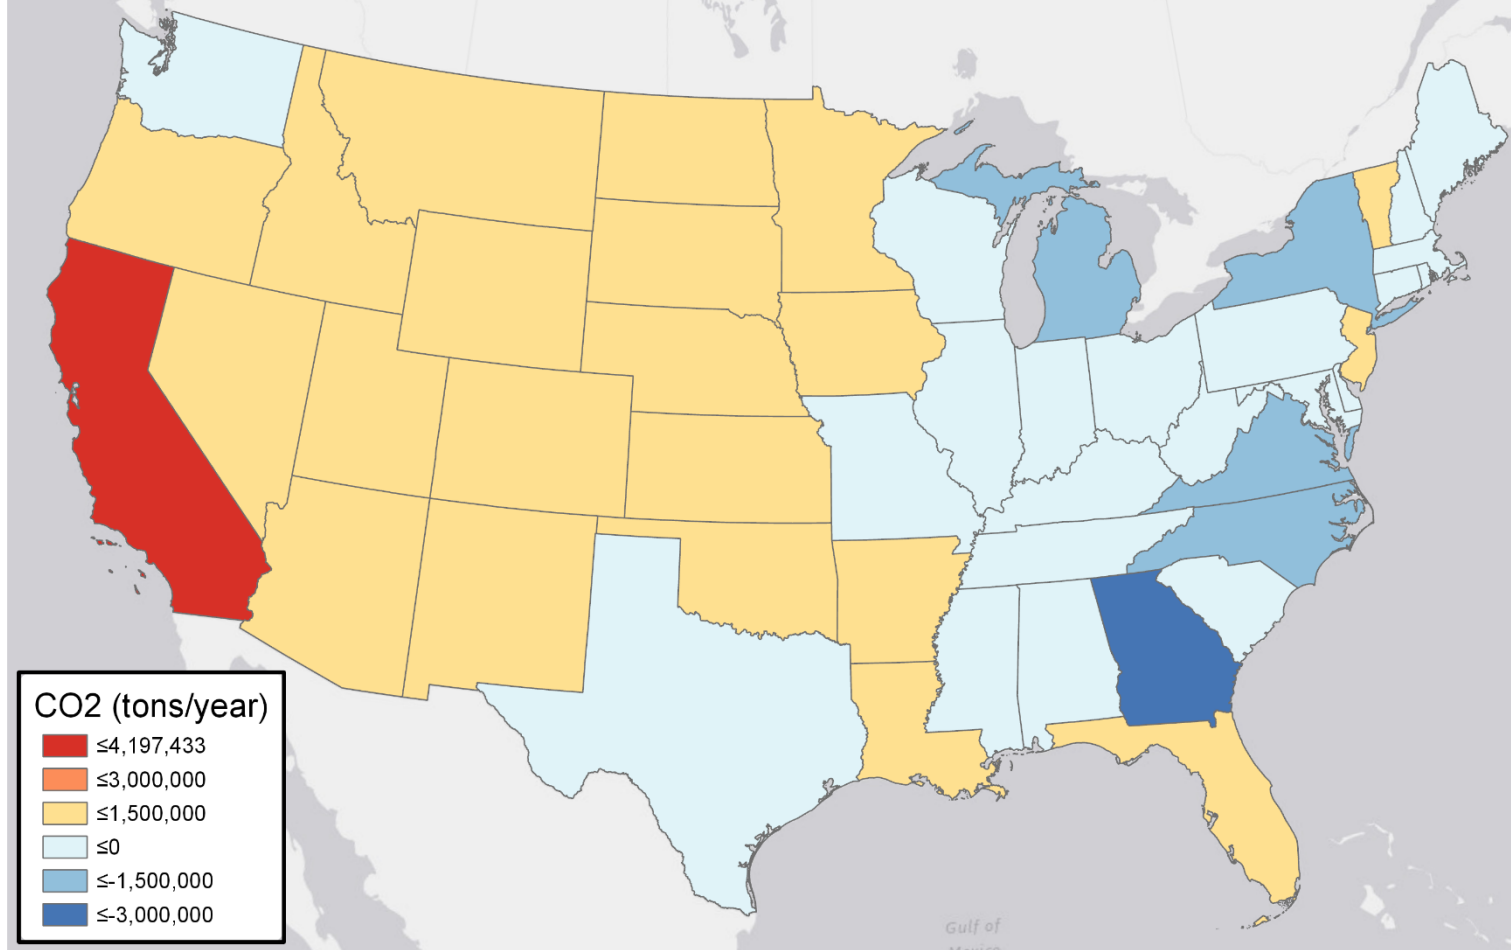 CO2 (tons/year)
≤4,197,433
≤3,000,000
≤1,500,000
≤0
≤-1,500,000
≤-3,000,000
Gulf of
Mexico